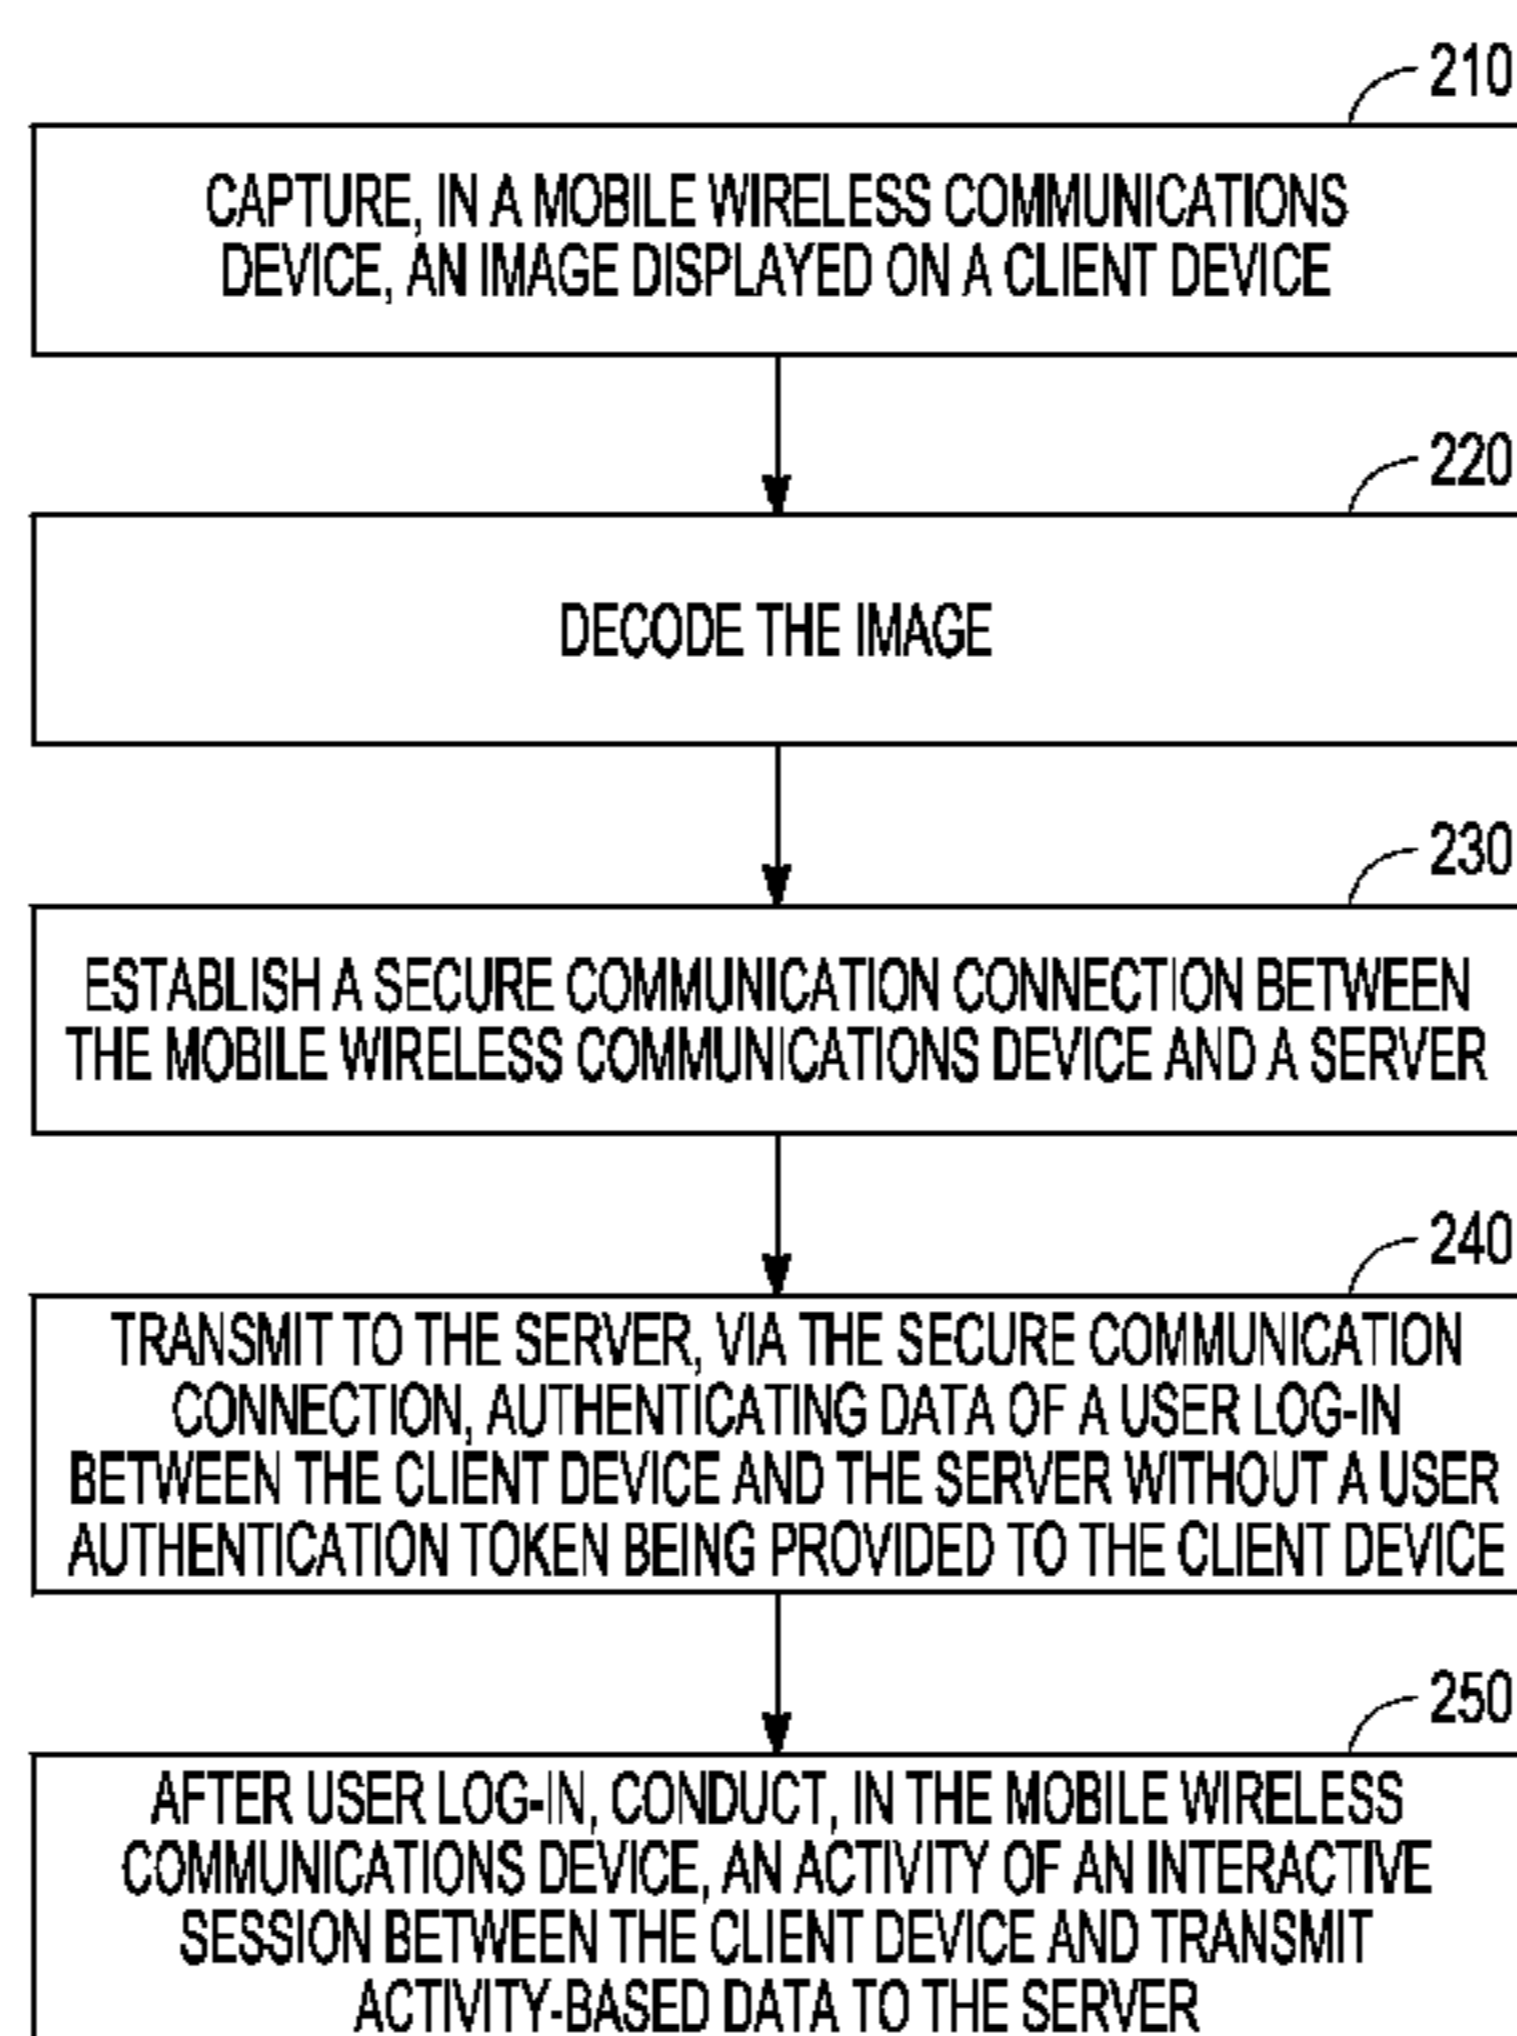 210
CAPTURE, IN A MOBILE WIRELESS COMMUNICATIONS
DEVICE, AN IMAGE DISPLAYED ON A CLIENT DEVICE
220
DECODE THE IMAGE
230
ESTABLISH A SECURE COMMUNICATION CONNECTION BETWEEN
THE MOBILE WIRELESS COMMUNICATIONS DEVICE AND A SERVER
240
TRANSMIT TO THE SERVER, VIA THE SECURE COMMUNICATION
CONNECTION, AUTHENTICATING DATA OF A USER LOG-IN
BETWEEN THE CLIENT DEVICE AND THE SERVER WITHOUT A USER
AUTHENTICATION TOKEN BEING PROVIDED TO THE CLIENT DEVICE
250
AFTER USER LOG-IN, CONDUCT, IN THE MOBILE WIRELESS
COMMUNICATIONS DEVICE, AN ACTIVITY OF AN INTERACTIVE
SESSION BETWEEN THE CLIENT DEVICE AND TRANSMIT
ACTIVITY-BASED DATA TO THE SERVER